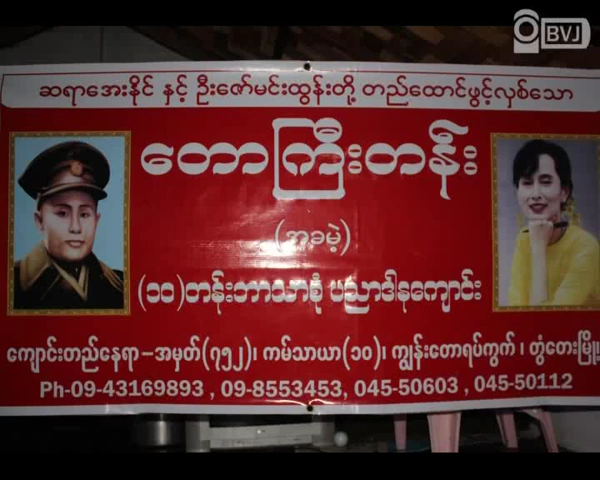 BVJ
ဆရာအေးနိုင် နှင့် ဦးဇော်မင်းထွန်းတို့ တည်ထောင်ဖွင့်လှစ်သော
တောကြီးတန်း
(အခမဲ့)
(၁၀)တန်းဘာသာစုံ ပညာဒါနကျောင်း
ကျောင်းတည်နေရာ-အမှတ်(၇၅၂)၊ ကမ်သာယာ(၁၀)၊ ကျွန်းတောရပ်ကွက် ၊ တွံတေးမြို့။
Ph-09-43169893 , 09-8553453, 045-50603 , 045-50112